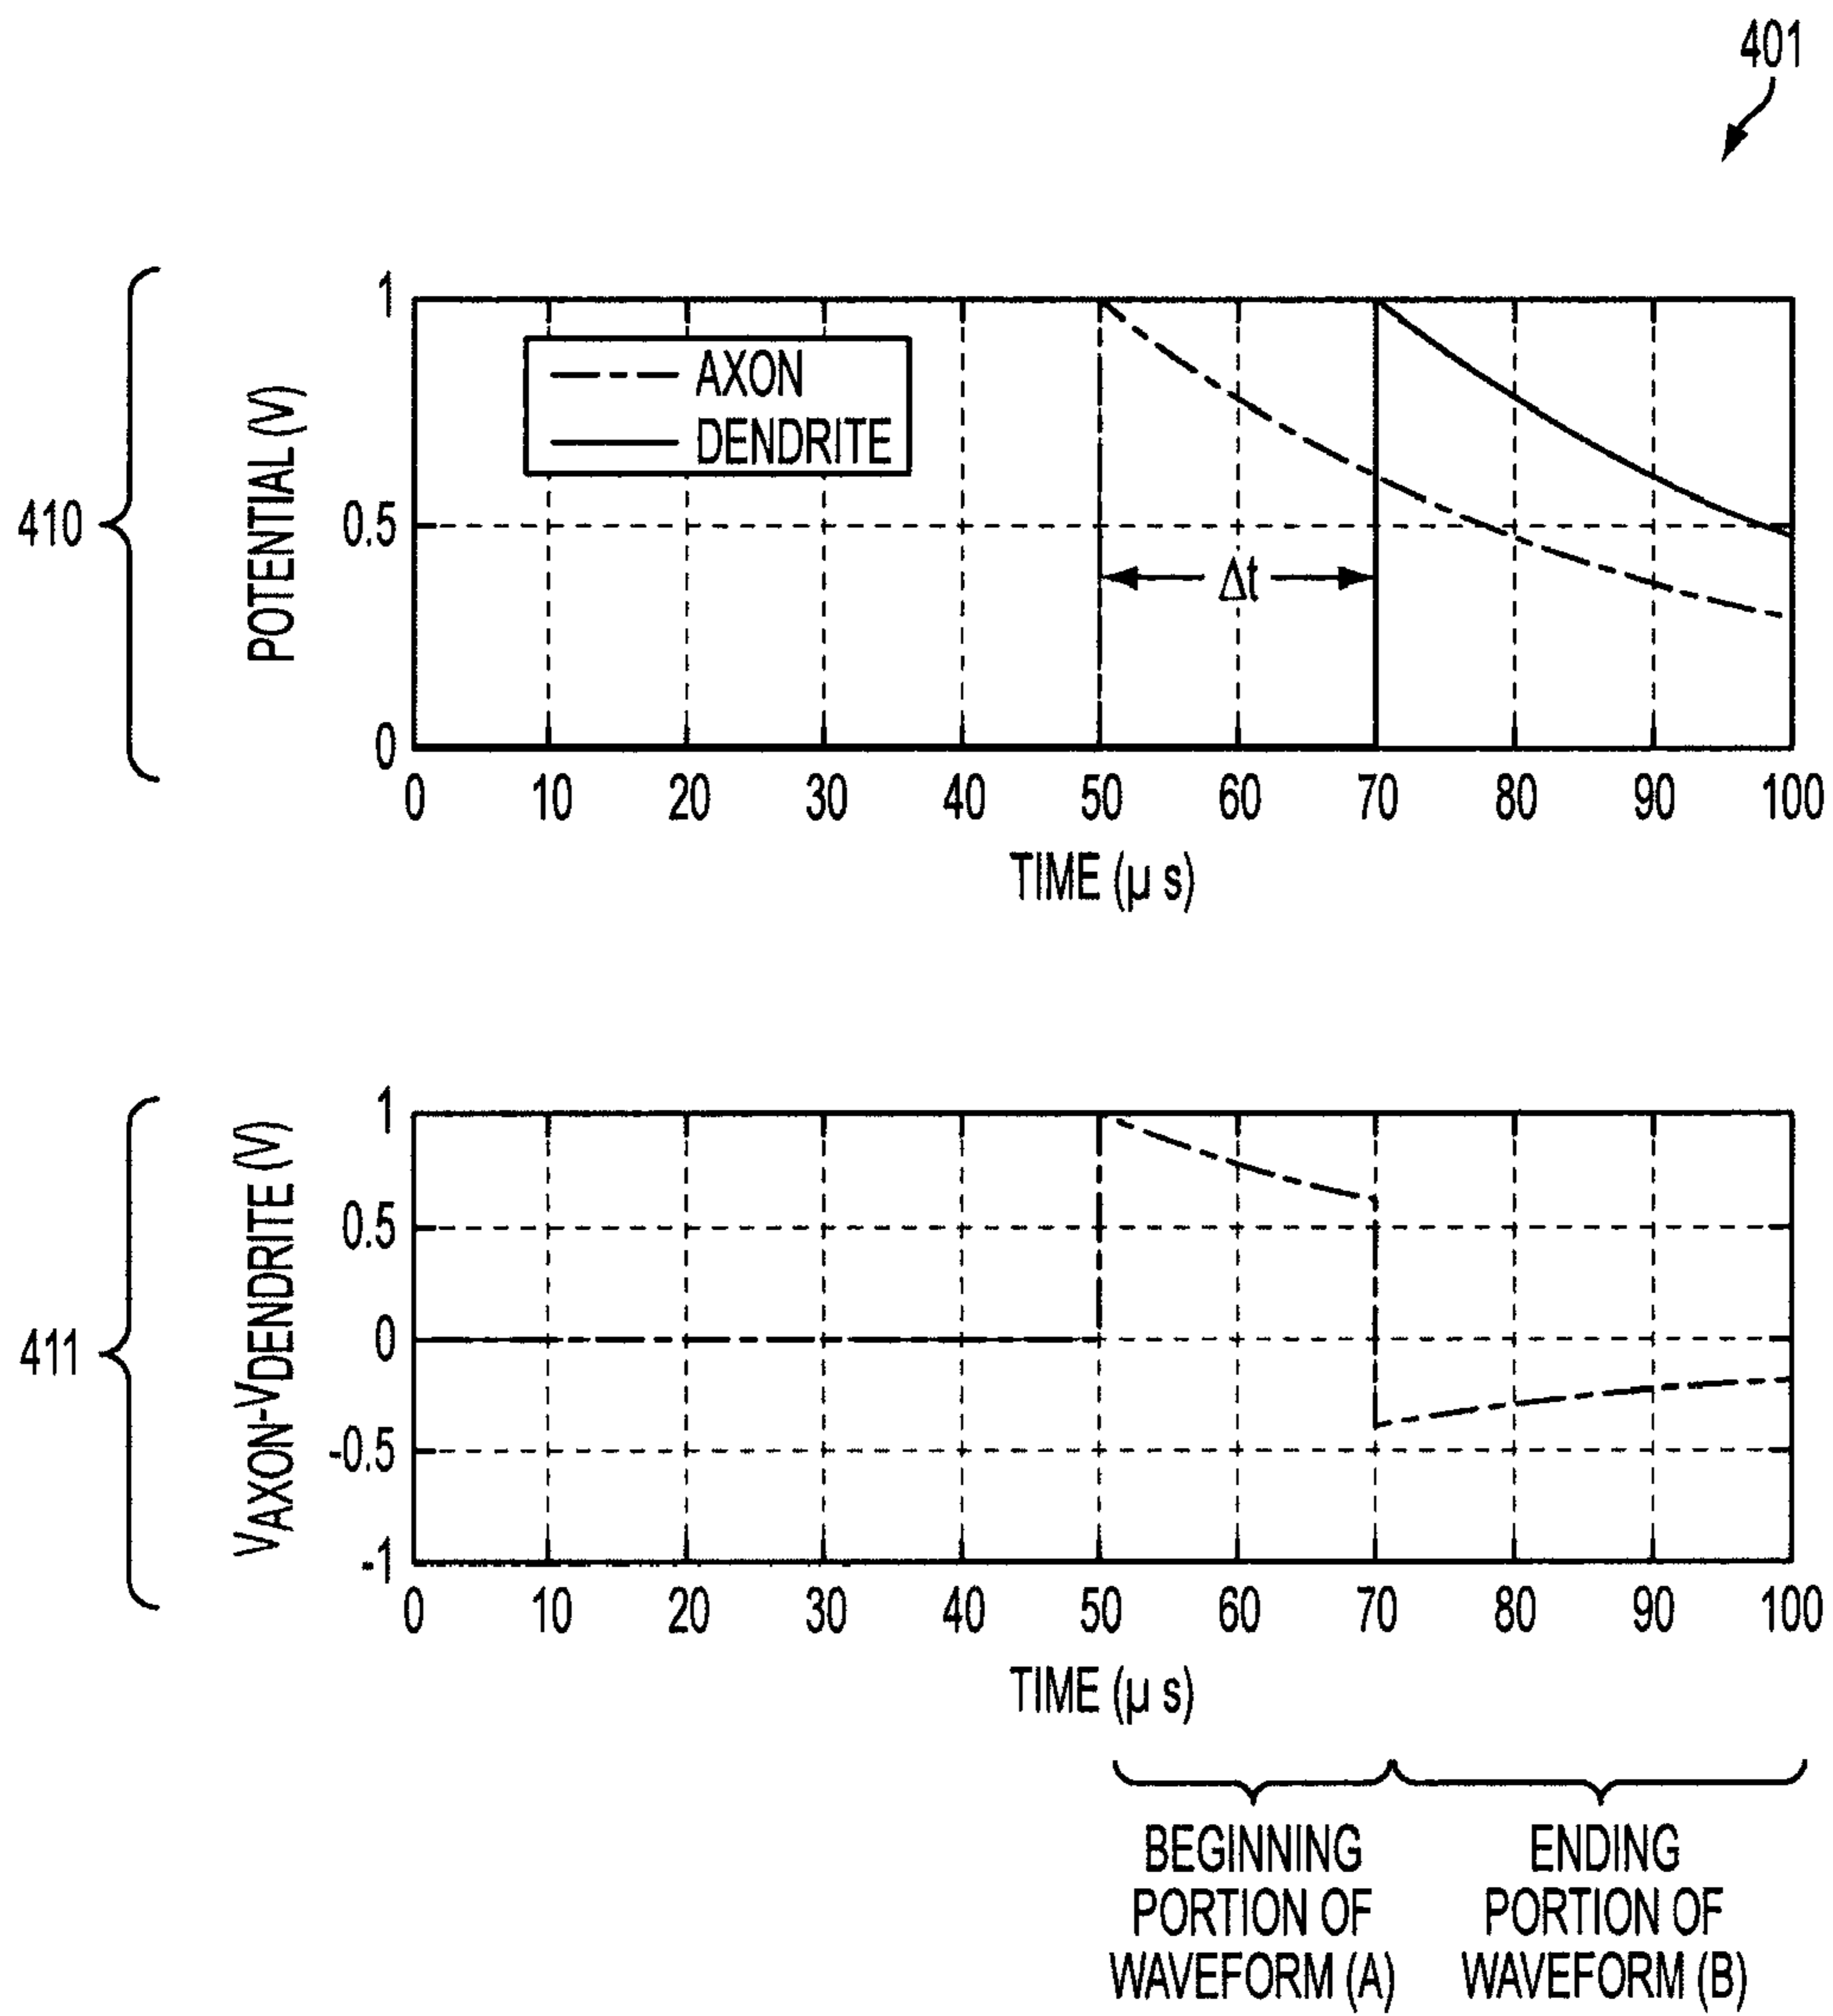 401
410
POTENTIAL (V)
1
0.5
0
AXON
DENDRITE
Δt
0 10 20 30 40 50 60 70 80 90 100
TIME (μ s)
411
VAXON-VDENDRITE (V)
1
0.5
0
-0.5
-1
0 10 20 30 40 50 60 70 80 90 100
TIME (μ s)
BEGINNING
PORTION OF
WAVEFORM (A)
ENDING
PORTION OF
WAVEFORM (B)